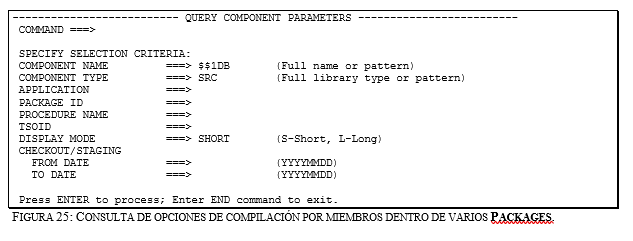 -------------------------- QUERY COMPONENT PARAMETERS -------------------------
COMMAND ===>
SPECIFY SELECTION CRITERIA:
COMPONENT NAME ===> $$1DB (Full name or pattern)
COMPONENT TYPE ===> SRC (Full library type or pattern)
APPLICATION ===>
PACKAGE ID ===>
PROCEDURE NAME ===>
TSOID ===>
DISPLAY MODE ===> SHORT (S-Short, L-Long)
CHECKOUT/STAGING
FROM DATE ===> (YYYYMMDD)
TO DATE ===> (YYYYMMDD)
Press ENTER to process; Enter END command to exit.
FIGURA 25: CONSULTA DE OPCIONES DE COMPILACIÓN POR MIEMBROS DENTRO DE VARIOS PACKAGES.